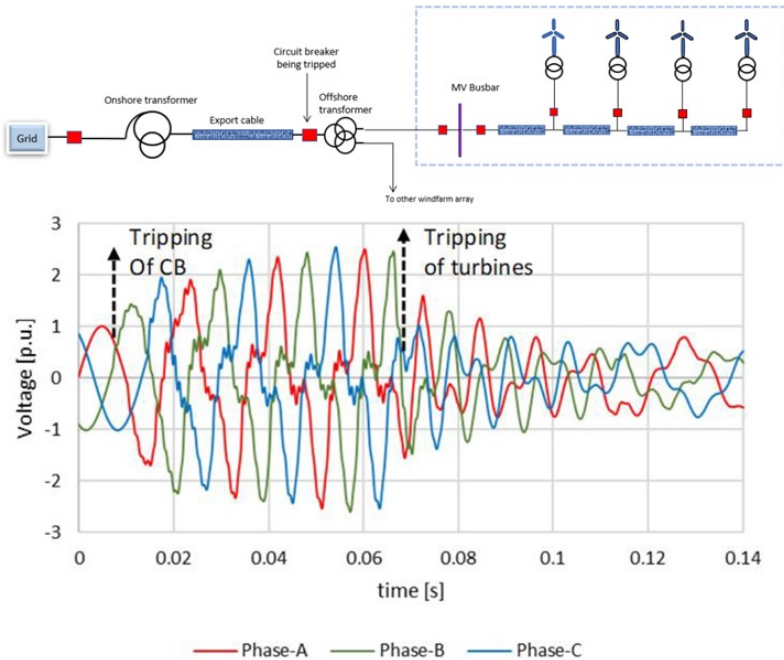 Circuit breaker
being tripped
Onshore transformer
Export cable
Offshore
transformer
MV Busbar
Grid
To other windfarm array
Tripping
Of CB
Tripping
of turbines
3
2
1
0
-1
-2
-3
Voltage [p.u.]
0
0.02
0.04
0.06
0.08
0.1
0.12
0.14
time [s]
Phase-A
Phase-B
Phase-C